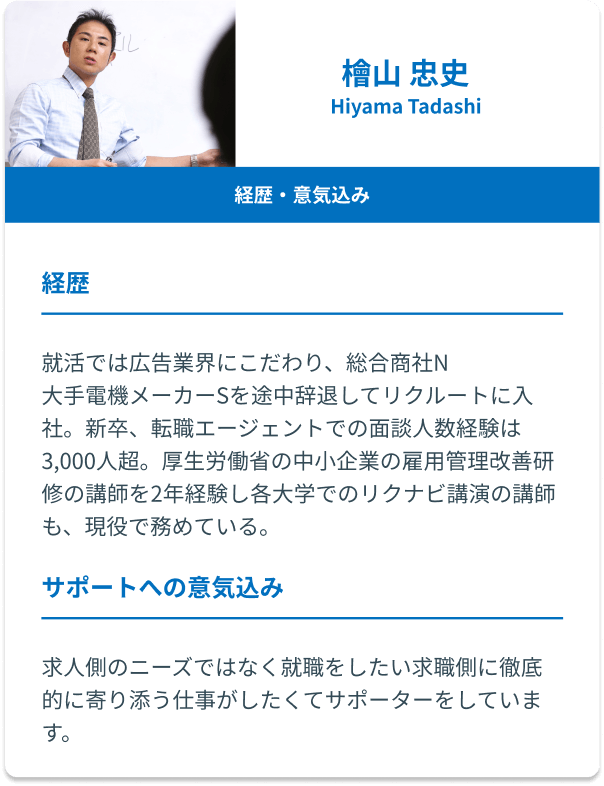 檜山 忠史
Hiyama Tadashi
経歴・意気込み
経歴
就活では広告業界にこだわり、総合商社N
大手電機メーカーSを途中辞退してリクルートに入
社。新卒、転職エージェントでの面談人数経験は
3,000人超。厚生労働省の中小企業の雇用管理改善研
修の講師を2年経験し各大学でのリクナビ講演の講師
も、現役で務めている。
サポートへの意気込み
求人側のニーズではなく就職をしたい求職側に徹底
的に寄り添う仕事がしたくてサポーターをしていま
す。